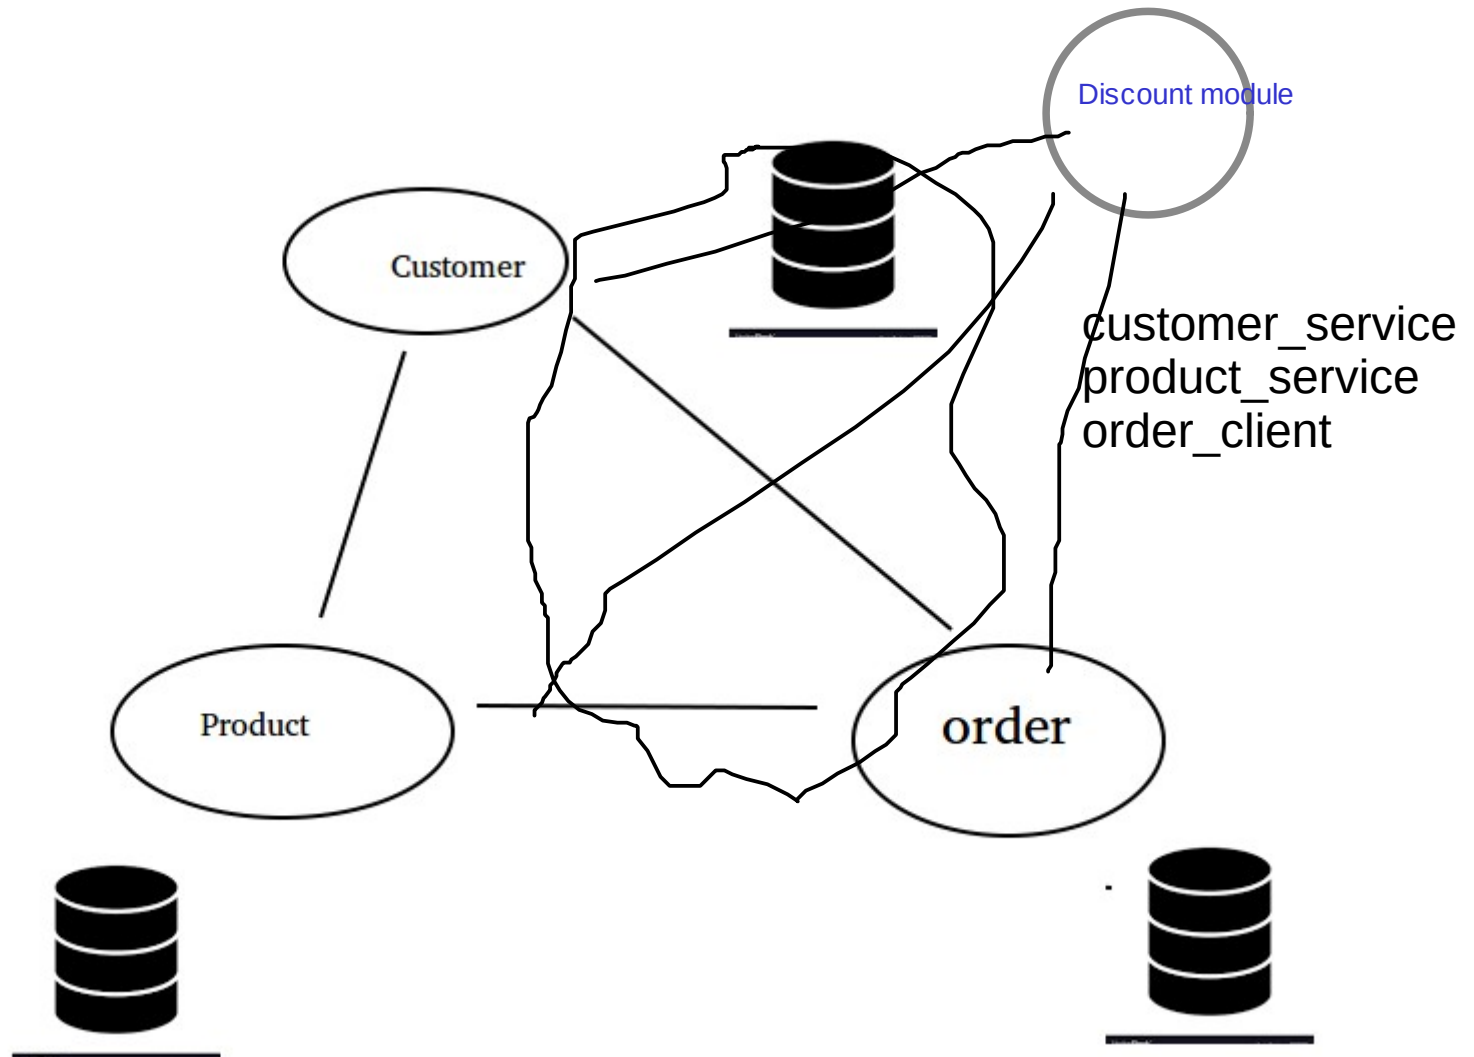 Discount module
Customer
customer_service
product_service
order_client
Product
order